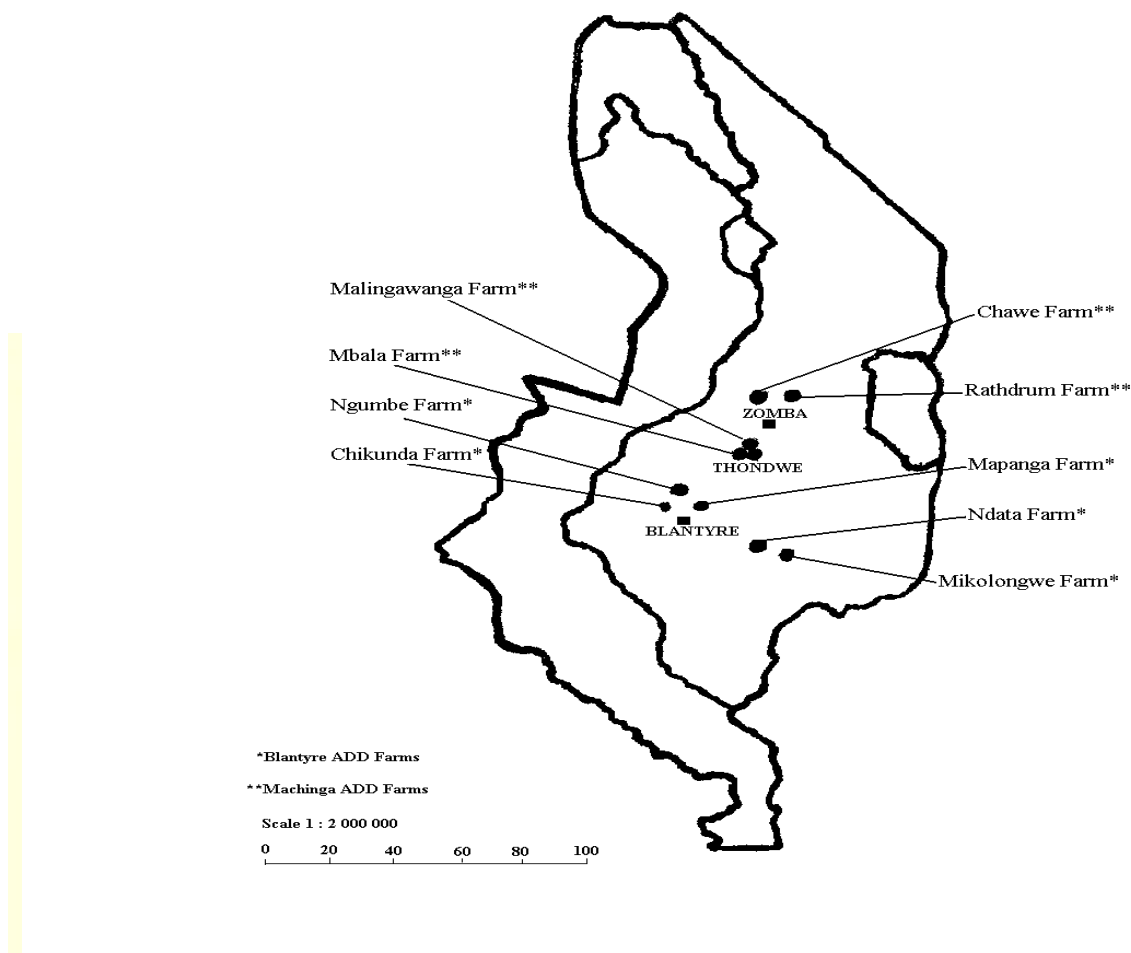 Malingawanga Farm**
Chawe Farm**
Mbala Farm**
Rathdrum Farm**
Ngumbe Farm*
ZOMBA
Chikunda Farm*
THONDWE
Mapanga Farm*
Ndata Farm*
BLANTYRE
Mikolongwe Farm*
*Blantyre ADD Farms
**Machinga ADD Farms
Scale 1 : 2 000 000
0 20 40 60 80 100